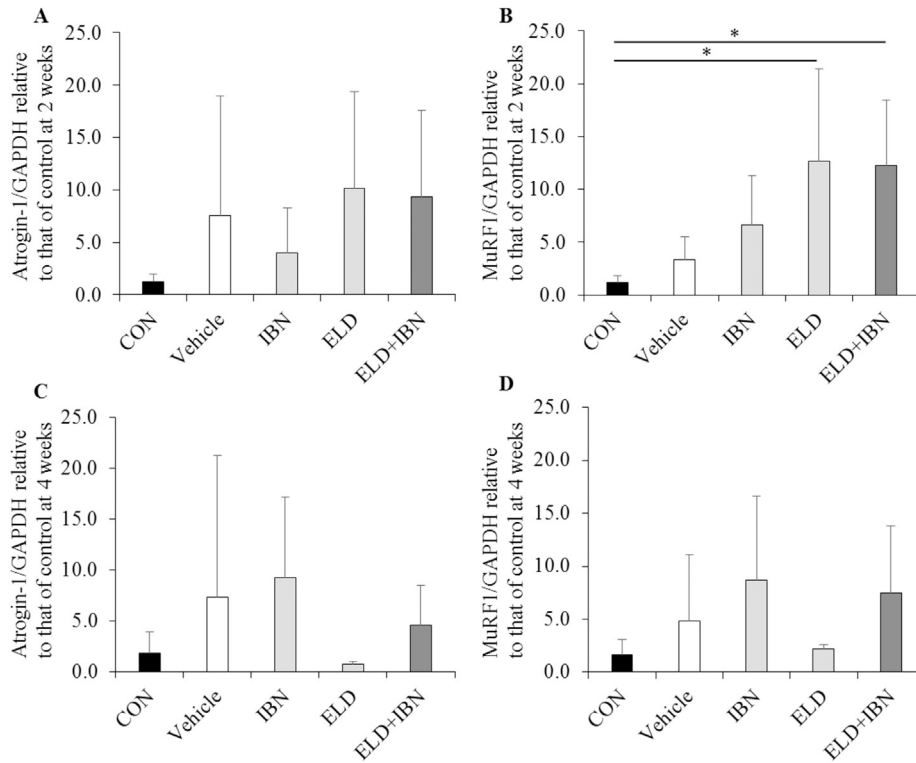 A
Atrogin-1/GAPDH relative
to that of control at 2 weeks
25.0
20.0
15.0
10.0
5.0
0.0
CON
Vehicle
IBN
ELD
ELD+IBN
B
MuRF1/GAPDH relative
to that of control at 2 weeks
25.0
20.0
15.0
10.0
5.0
0.0
*
*
CON
Vehicle
IBN
ELD
ELD+IBN
C
Atrogin-1/GAPDH relative
to that of control at 4 weeks
25.0
20.0
15.0
10.0
5.0
0.0
CON
Vehicle
IBN
ELD
ELD+IBN
D
MuRF1/GAPDH relative
to that of control at 4 weeks
25.0
20.0
15.0
10.0
5.0
0.0
CON
Vehicle
IBN
ELD
ELD+IBN